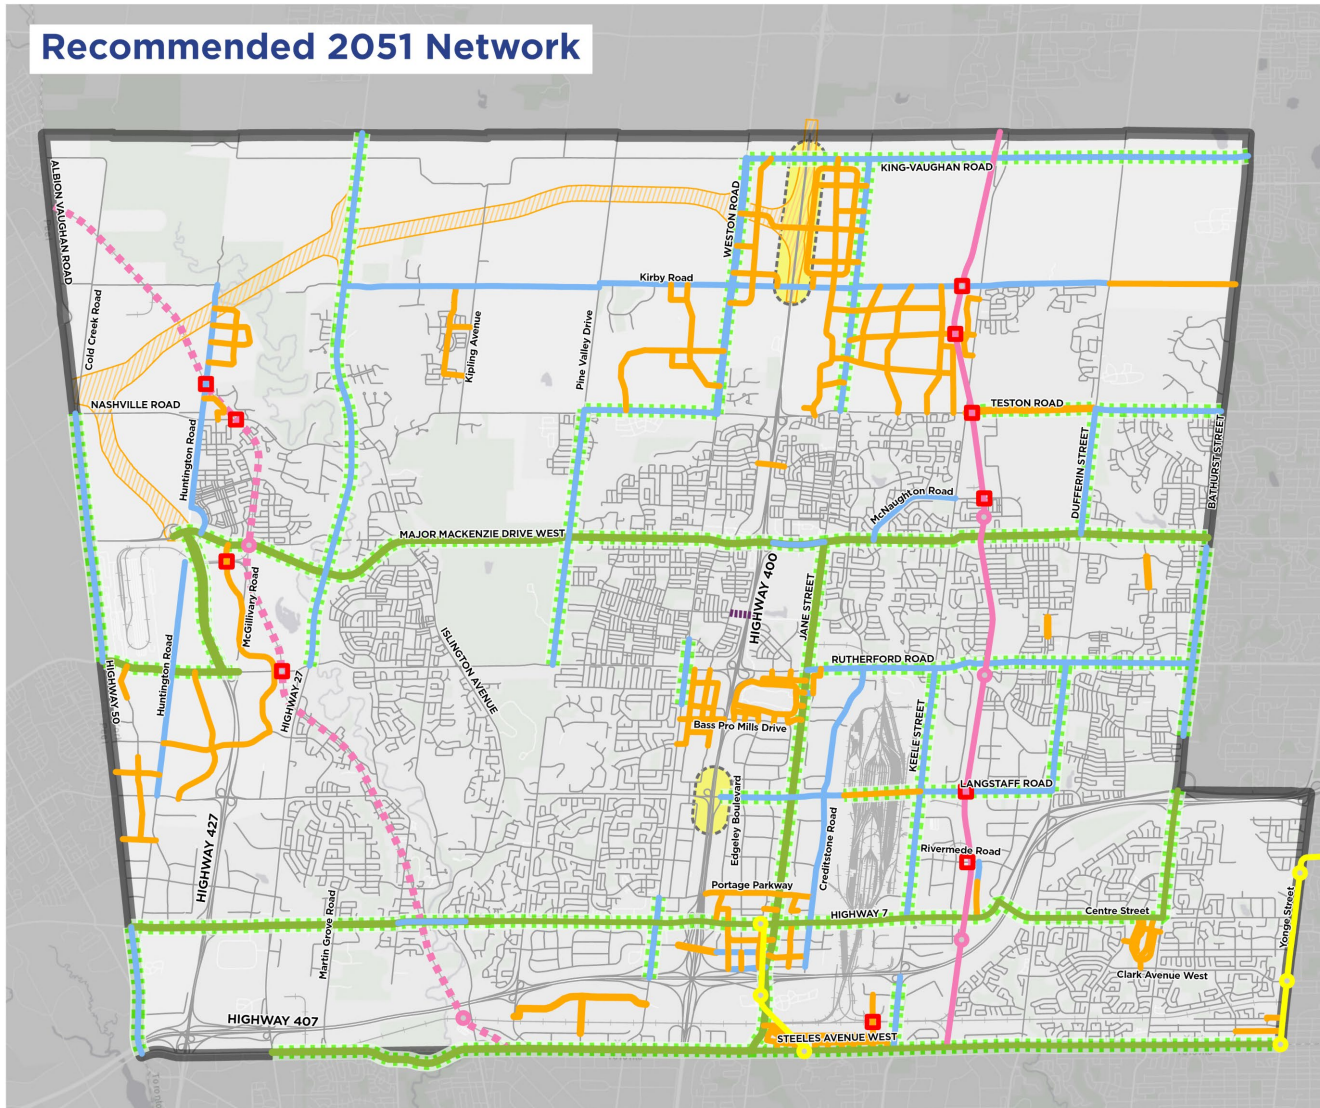 Recommended 2051 Network
ALBION VAUGHAN ROAD
KING-VAUGHAN ROAD
WESTON ROAD
Kirby Road
Cold Creek Road
Kipling Avenue
Pine Valley Drive
NASHVILLE ROAD
TESTON ROAD
Huntington Road
DUFFERIN STREET
BATHURST STREET
McNaughton Road
MAJOR MACKENZIE DRIVE WEST
HIGHWAY 400
JANE STREET
McGillivary Road
ISLINGTON AVENUE
RUTHERFORD ROAD
Huntington Road
HIGHWAY 50
HIGHWAY 27
Bass Pro Mills Drive
KEELE STREET
LANGSTAFF ROAD
Edgeley Boulevard
Creditstone Road
HIGHWAY 427
Rivermede Road
Portage Parkway
HIGHWAY 7
Centre Street
Yonge Street
Martin Grove Road
Clark Avenue West
HIGHWAY 407
STEELES AVENUE WEST